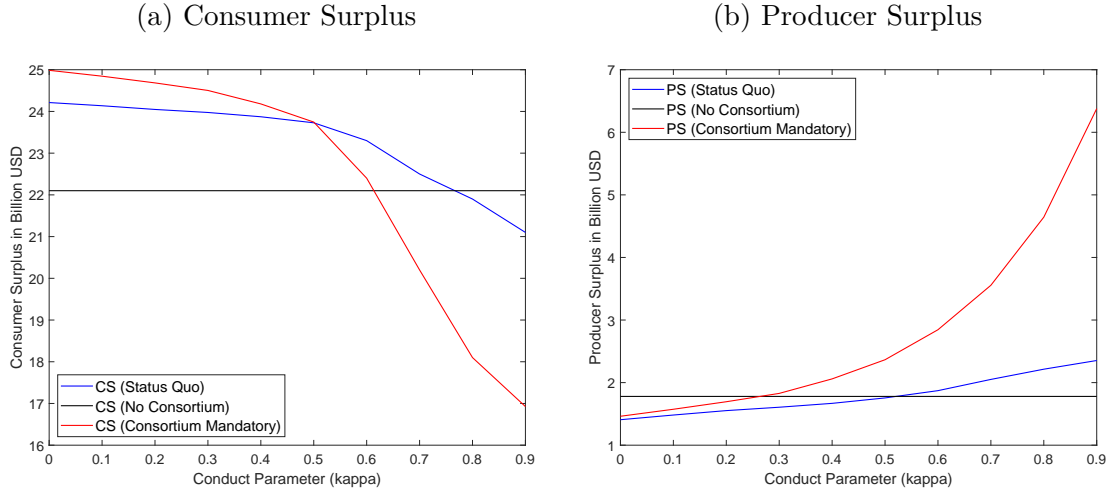 (a) Consumer Surplus
25
24
23
22
21
20
19
18
17
16
Consumer Surplus in Billion USD
CS (Status Quo)
CS (No Consortium)
CS (Consortium Mandatory)
0 0.1 0.2 0.3 0.4 0.5 0.6 0.7 0.8 0.9
Conduct Parameter (kappa)
(b) Producer Surplus
7
6
5
4
3
2
1
Producer Surplus in Billion USD
PS (Status Quo)
PS (No Consortium)
PS (Consortium Mandatory)
0 0.1 0.2 0.3 0.4 0.5 0.6 0.7 0.8 0.9
Conduct Parameter (kappa)